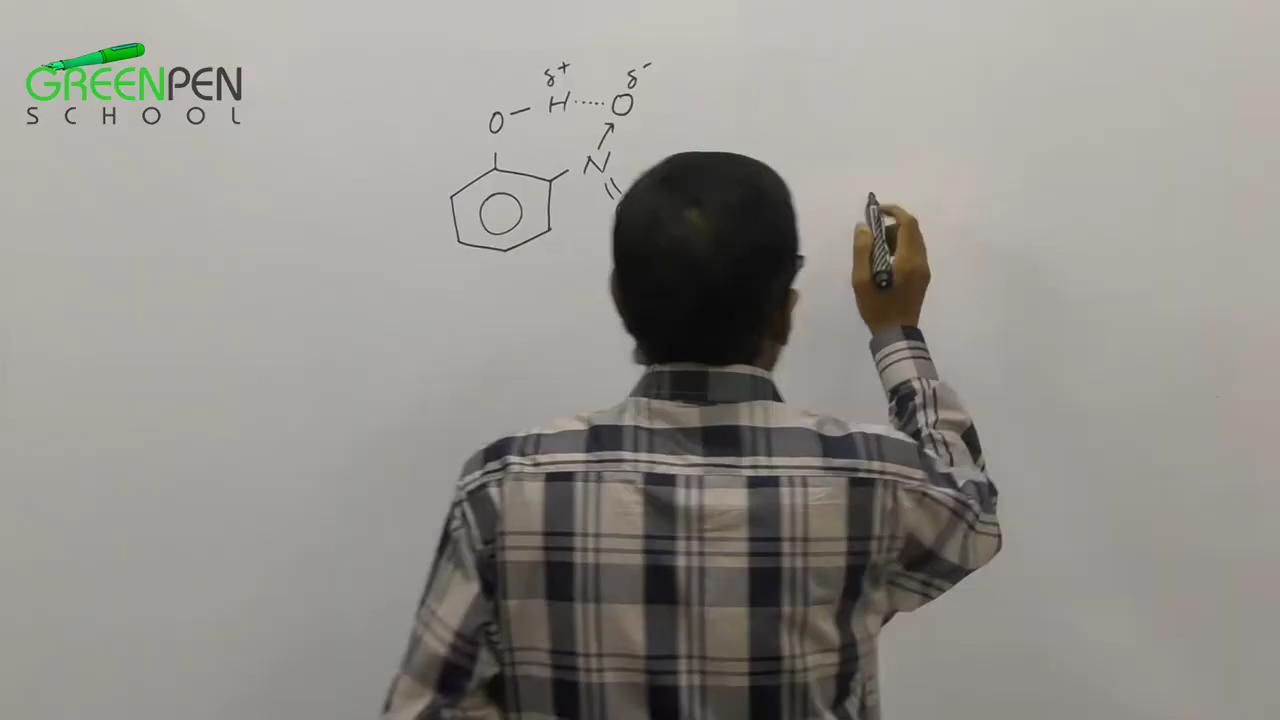 GREENPEN
SCHOOL
δ+ δ-
O – H ····· O
N